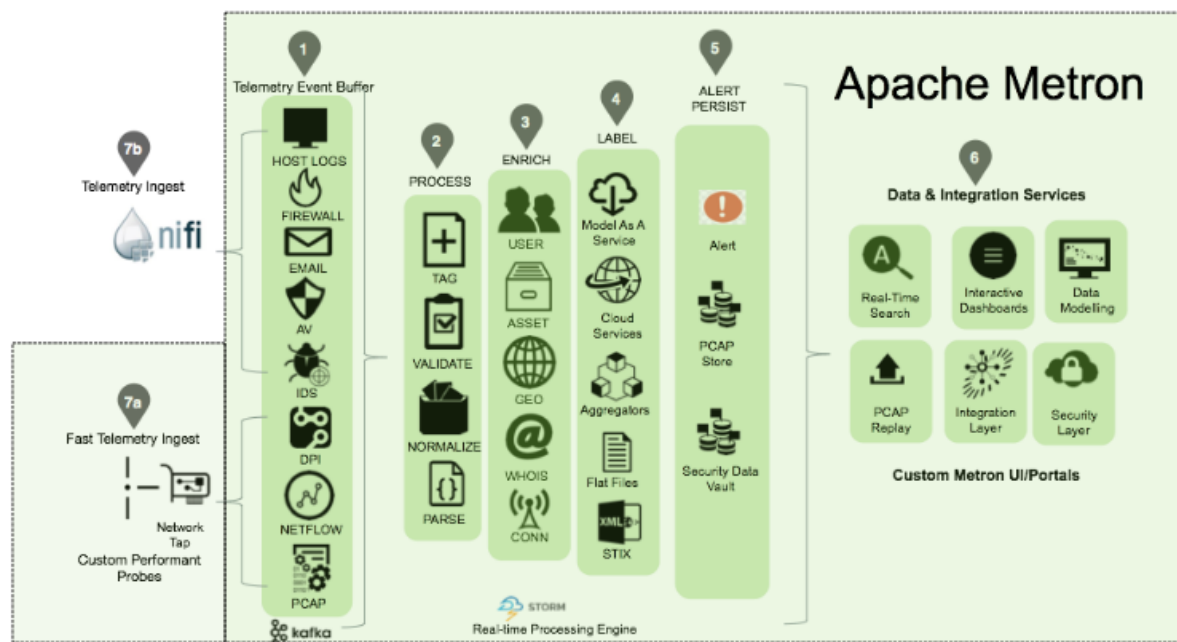 Apache Metron
7b
Telemetry Ingest
nifi
7a
Fast Telemetry Ingest
Network
Tap
Custom Performant
Probes
1
Telemetry Event Buffer
HOST LOGS
FIREWALL
EMAIL
AV
IDS
DPI
NETFLOW
PCAP
kafka
2
PROCESS
TAG
VALIDATE
NORMALIZE
PARSE
3
ENRICH
USER
ASSET
GEO
WHOIS
CONN
4
LABEL
Model As A
Service
Cloud
Services
Aggregators
Flat Files
XML
STIX
5
ALERT
PERSIST
Alert
PCAP
Store
Security Data
Vault
STORM
Real-time Processing Engine
6
Data & Integration Services
A
Real-Time
Search
Interactive
Dashboards
Data
Modelling
PCAP
Replay
Integration
Layer
Security
Layer
Custom Metron UI/Portals